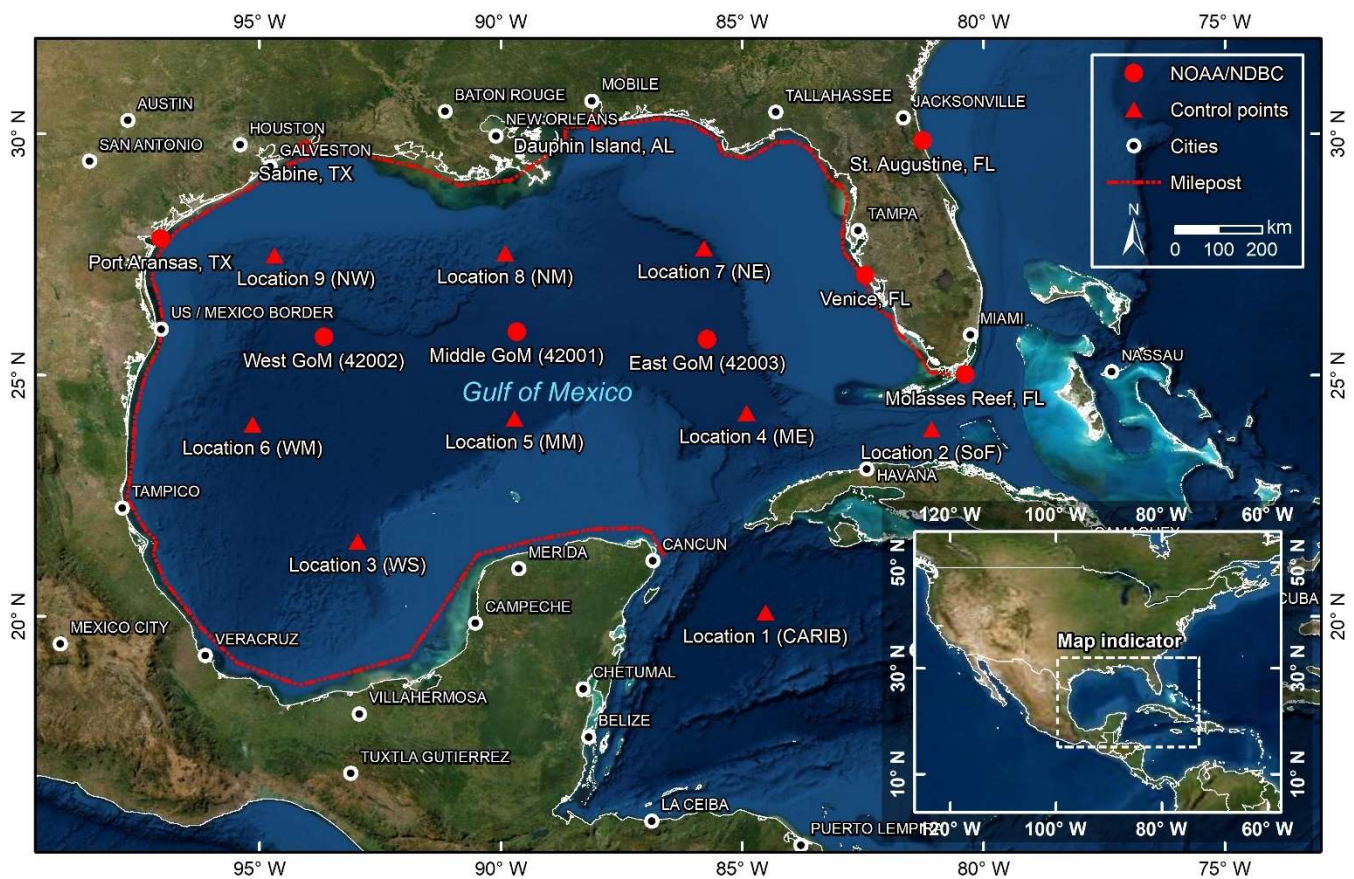 95° W
90° W
85° W
80° W
75° W
NOAA/NDBC
Control points
Cities
Milepost
N
km
0 100 200
30° N
25° N
20° N
30° N
25° N
20° N
AUSTIN
SAN ANTONIO
HOUSTON
GALVESTON
Sabine, TX
BATON ROUGE
NEW ORLEANS
MOBILE
Dauphin Island, AL
TALLAHASSEE
JACKSONVILLE
St. Augustine, FL
TAMPA
Port Aransas, TX
Location 9 (NW)
Location 8 (NM)
Location 7 (NE)
Venice, FL
MIAMI
US / MEXICO BORDER
West GoM (42002)
Middle GoM (42001)
East GoM (42003)
NASSAU
Gulf of Mexico
Molasses Reef, FL
Location 6 (WM)
Location 5 (MM)
Location 4 (ME)
Location 2 (SoF)
HAVANA
TAMPICO
Location 3 (WS)
MERIDA
CANCUN
CAMPECHE
MEXICO CITY
VERACRUZ
Location 1 (CARIB)
CHETUMAL
VILLAHERMOSA
BELIZE
TUXTLA GUTIERREZ
LA CEIBA
PUERTO LEMPIRA
120° W
100° W
80° W
60° W
50° N
30° N
10° N
50° N
30° N
10° N
Map indicator
CUBA
120° W
100° W
80° W
60° W
95° W
90° W
85° W
80° W
75° W